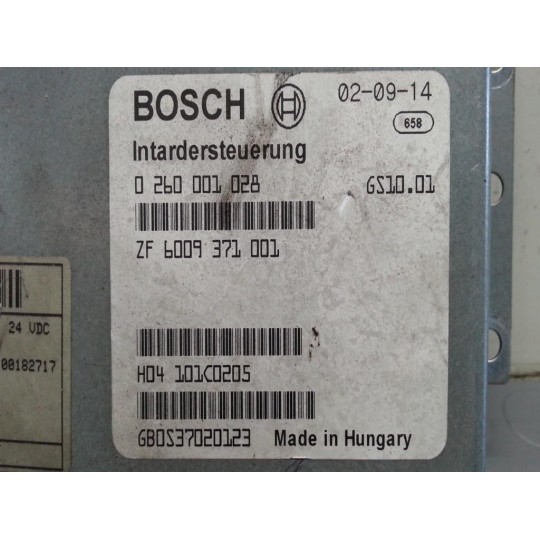 BOSCH 02-09-14
658
Intardersteuerung
0 260 001 028 GS10.01
ZF 6009 371 001
24 VDC
00182717
H04 101C0205
GB0S37020123 Made in Hungary